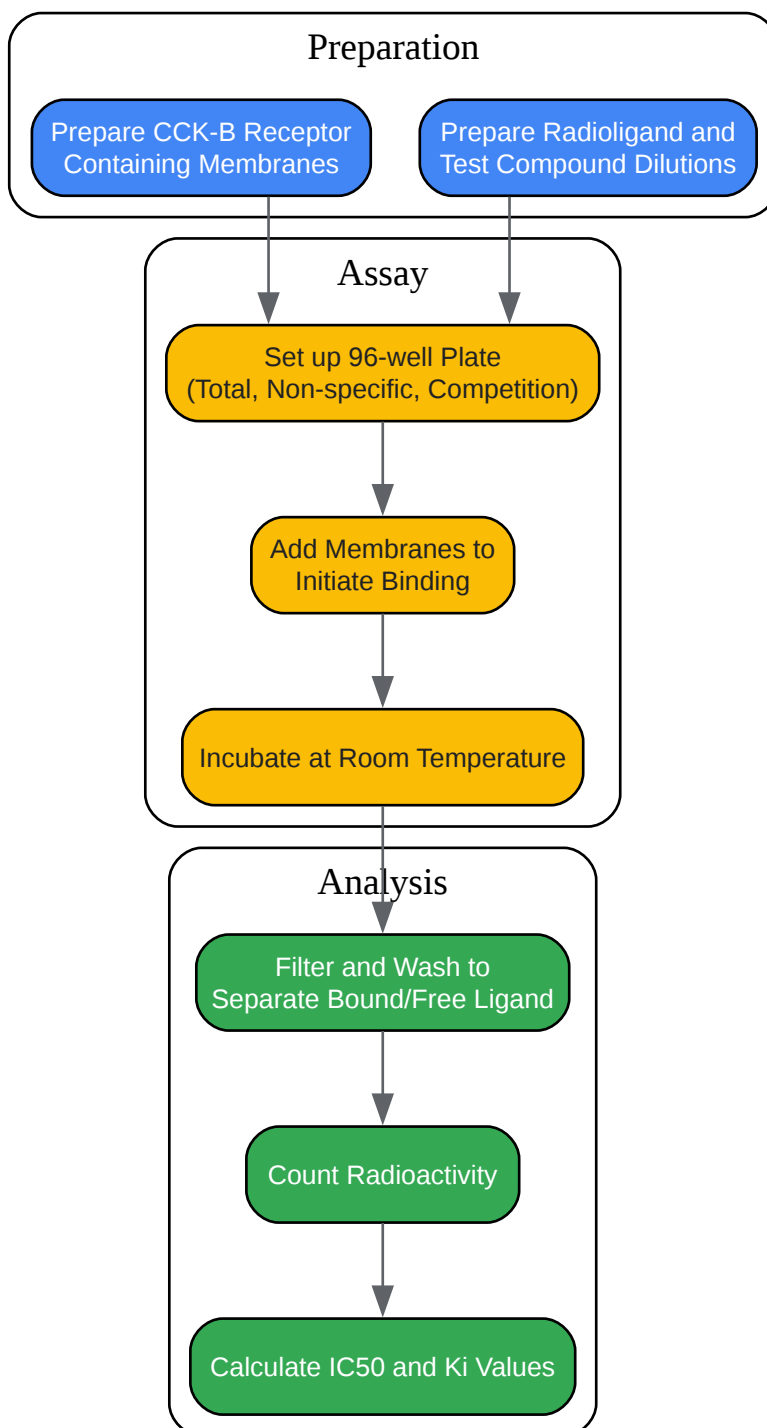 Preparation
Prepare CCK-B Receptor
Containing Membranes
Prepare Radioligand and
Test Compound Dilutions
Assay
Set up 96-well Plate
(Total, Non-specific, Competition)
Add Membranes to
Initiate Binding
Incubate at Room Temperature
Analysis
Filter and Wash to
Separate Bound/Free Ligand
Count Radioactivity
Calculate IC50 and Ki Values